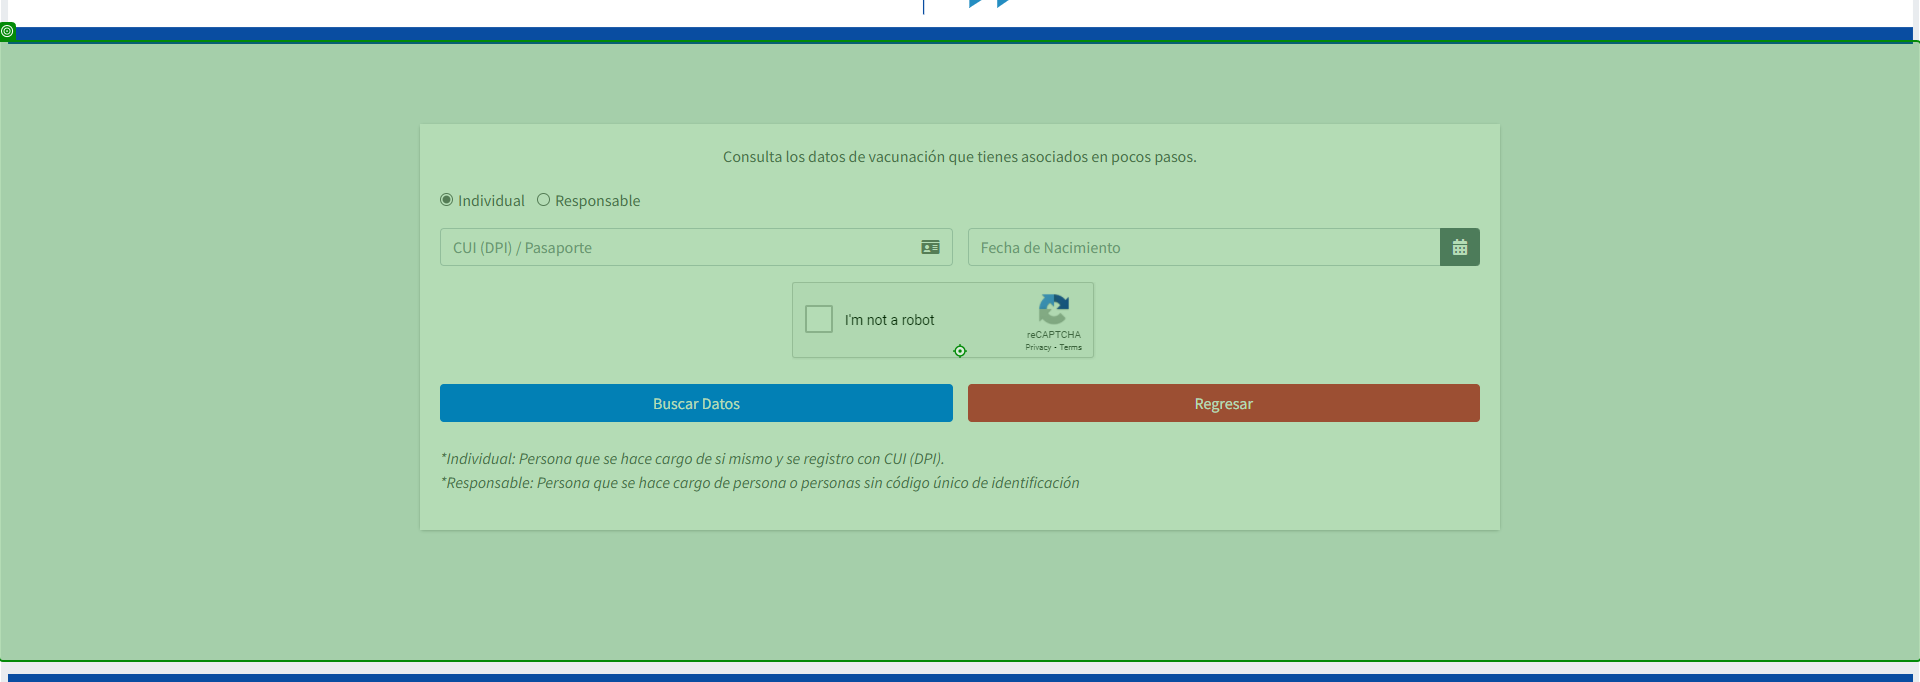 Consulta los datos de vacunación que tienes asociados en pocos pasos.
Individual Responsable
CUI (DPI) / Pasaporte Fecha de Nacimiento
I'm not a robot
reCAPTCHA
Privacy - Terms
Buscar Datos Regresar
*Individual: Persona que se hace cargo de si mismo y se registro con CUI (DPI).
*Responsable: Persona que se hace cargo de persona o personas sin código único de identificación